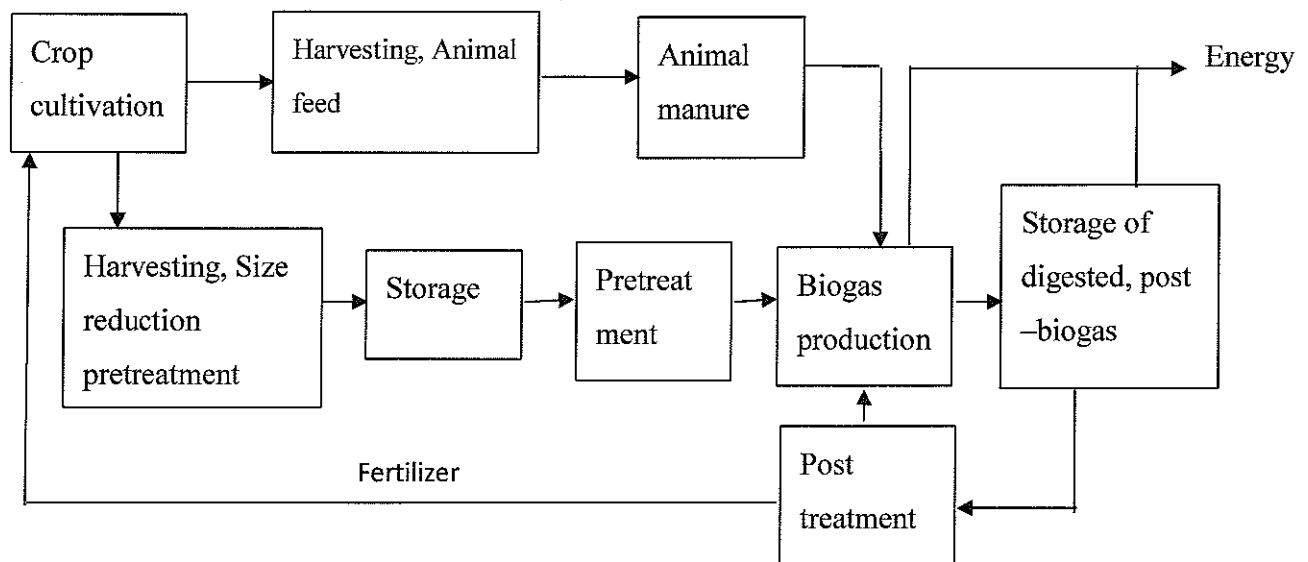 Crop
cultivation
Harvesting, Animal
feed
Animal
manure
Energy
Harvesting, Size
reduction
pretreatment
Storage
Pretreat
ment
Biogas
production
Storage of
digested, post
–biogas
Post
treatment
Fertilizer